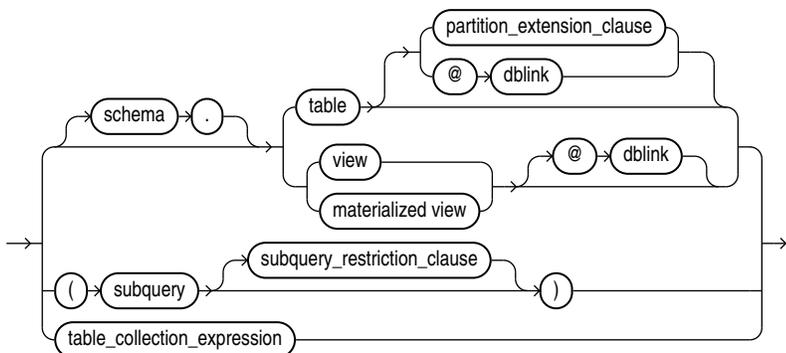 partition_extension_clause
@ dblink
table
schema .
view
@ dblink
materialized view
subquery_restriction_clause
( subquery )
table_collection_expression